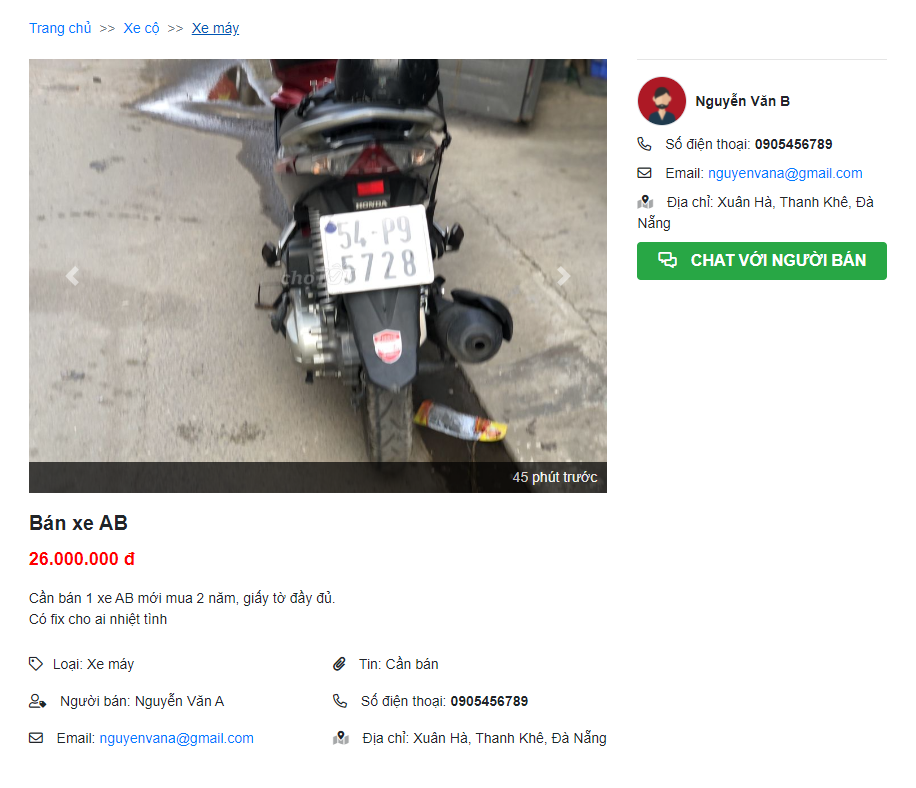 Trang chủ >> Xe cộ >> Xe máy
HONDA
54-P9
5728
cho
45 phút trước
Nguyễn Văn B
Số điện thoại: 0905456789
Email: nguyenvana@gmail.com
Địa chỉ: Xuân Hà, Thanh Khê, Đà
Nẵng
CHAT VỚI NGƯỜI BÁN
Bán xe AB
26.000.000 đ
Cần bán 1 xe AB mới mua 2 năm, giấy tờ đầy đủ.
Có fix cho ai nhiệt tình
Loại: Xe máy
Tin: Cần bán
Người bán: Nguyễn Văn A
Số điện thoại: 0905456789
Email: nguyenvana@gmail.com
Địa chỉ: Xuân Hà, Thanh Khê, Đà Nẵng